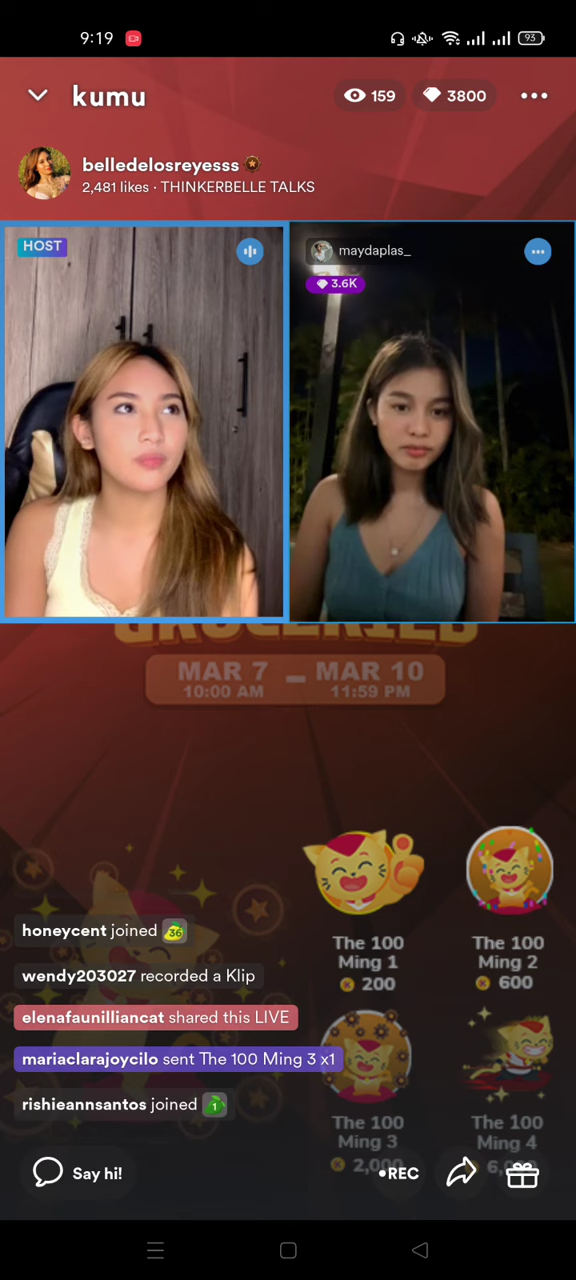 9:19
93
kumu
159
3800
belledelosreyesss
2,481 likes · THINKERBELLE TALKS
HOST
maydaplas_
3.6K
MAR 7 – MAR 10
10:00 AM 11:59 PM
The 100
Ming 1
200
The 100
Ming 2
600
honeycent joined 36
wendy203027 recorded a Klip
elenafaunilliancat shared this LIVE
mariaclarajoycilo sent The 100 Ming 3 x1
rishieannsantos joined 1
The 100
Ming 3
The 100
Ming 4
Say hi!
•REC